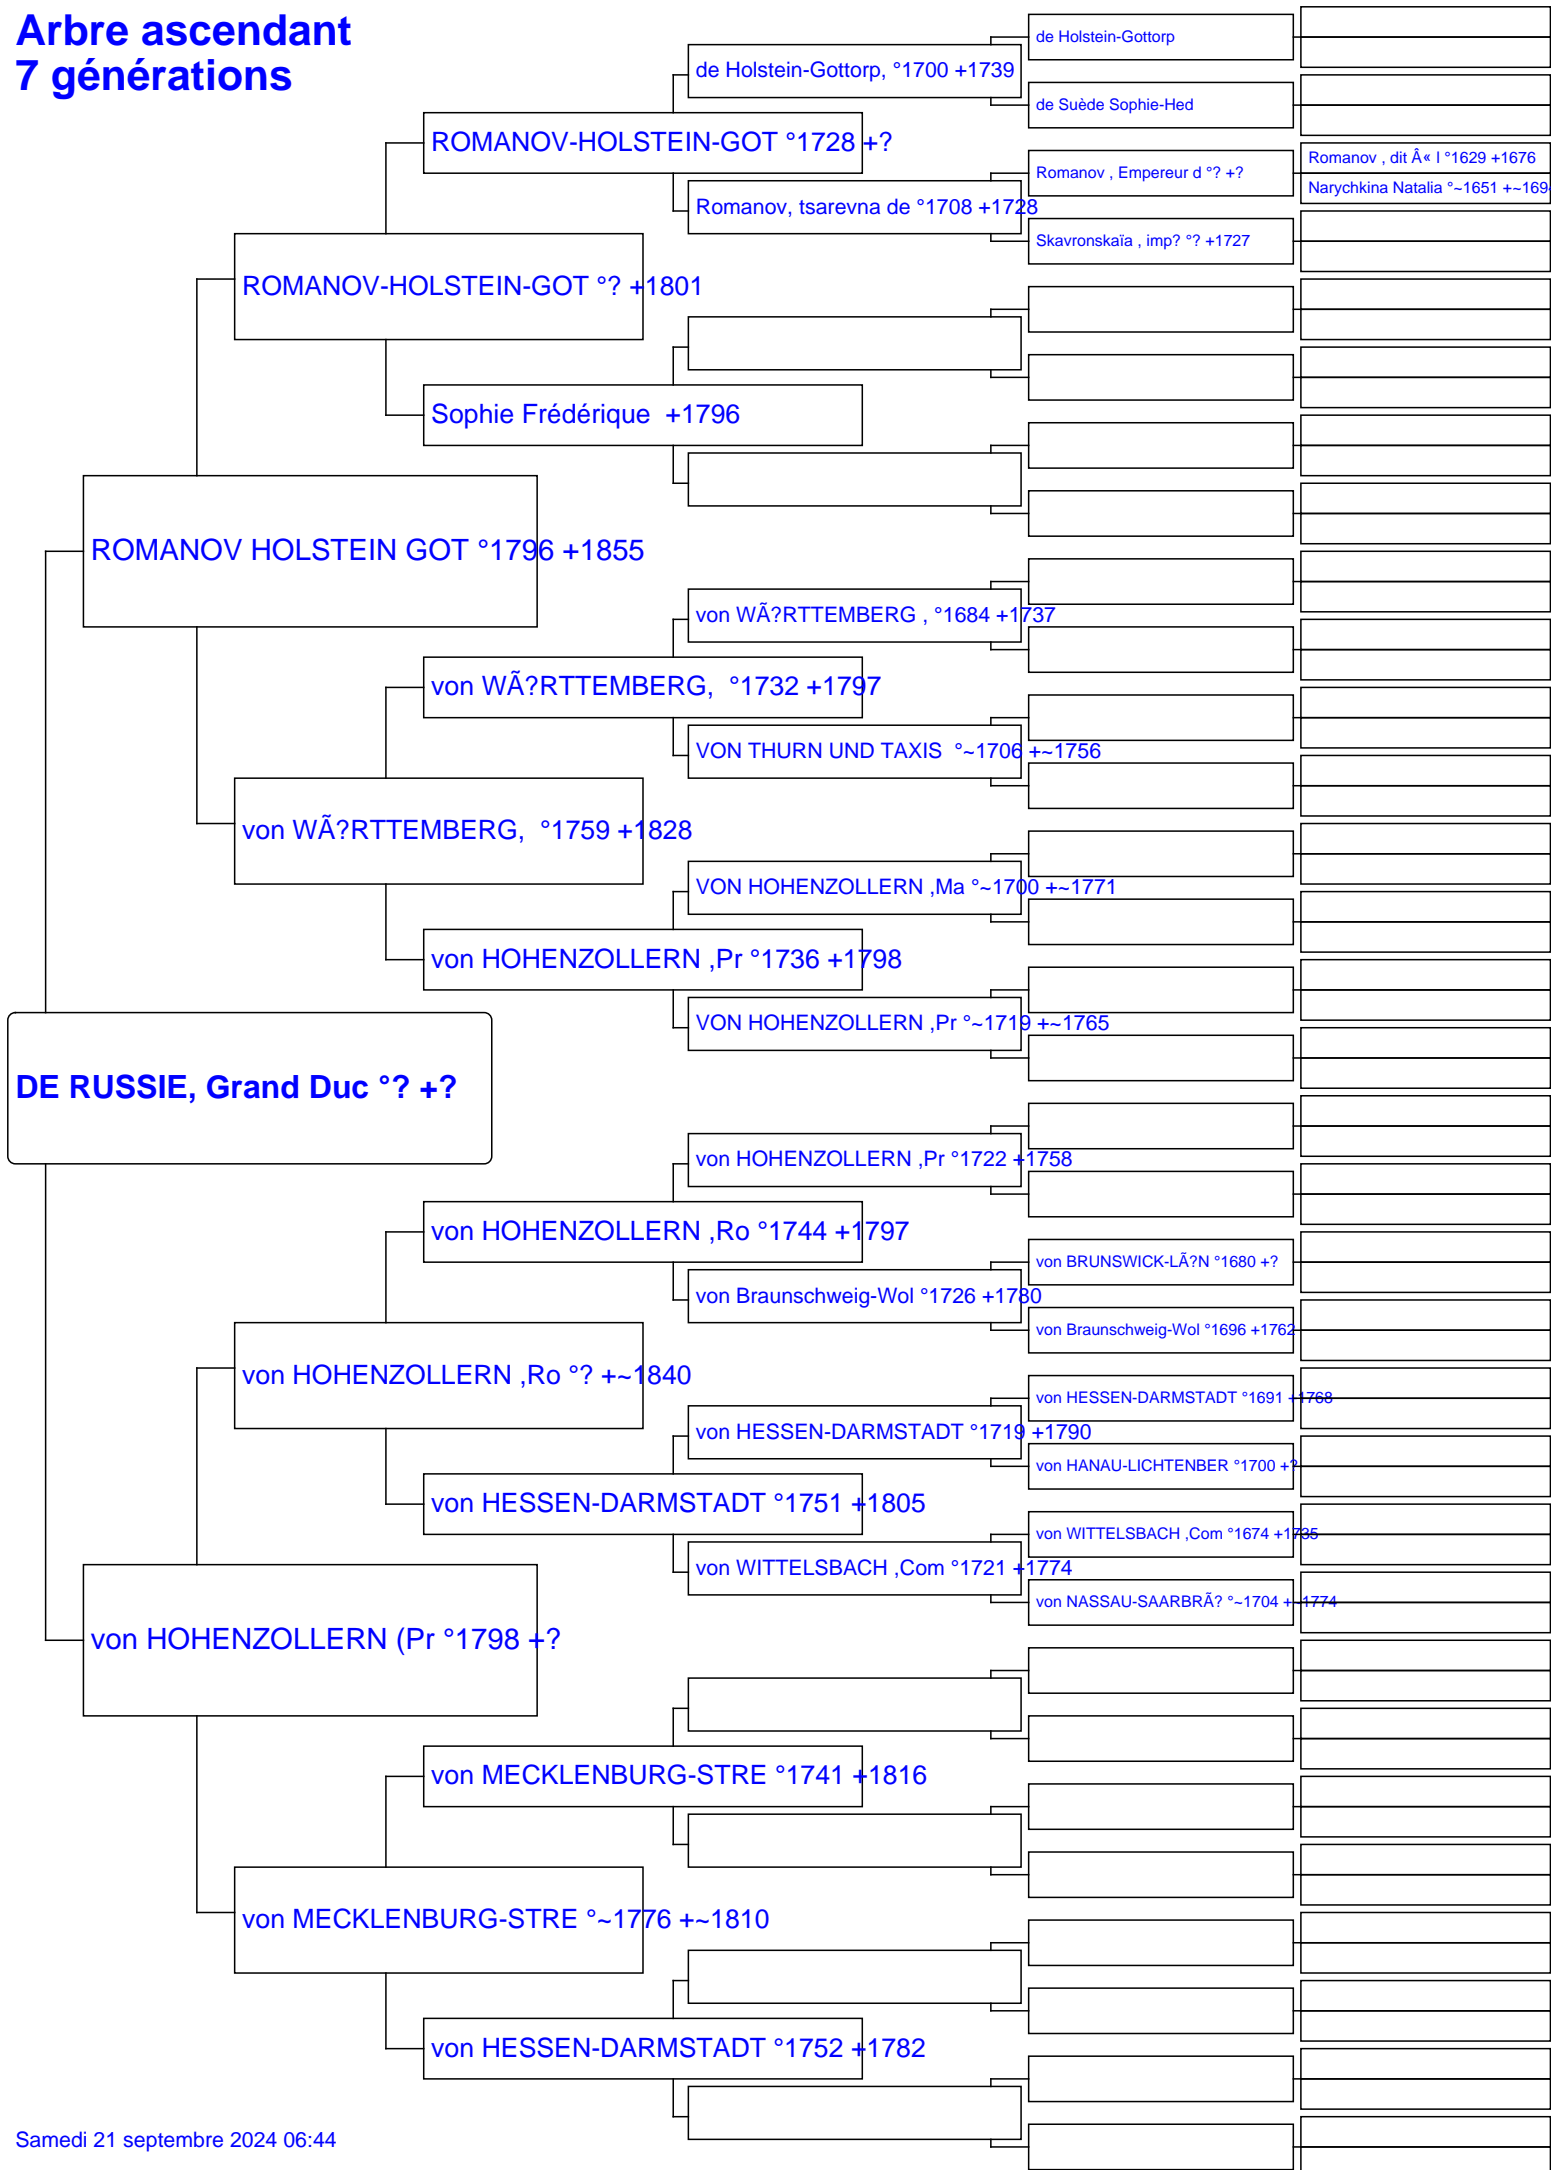 Arbre ascendant
7 générations
de Holstein-Gottorp
de Holstein-Gottorp, °1700 +1739
de Suède Sophie-Hed
ROMANOV-HOLSTEIN-GOT °1728 +?
Romanov , dit Â« l °1629 +1676
Romanov , Empereur d °? +?
Narychkina Natalia °~1651 +~169
Romanov, tsarevna de °1708 +1728
Skavronskaïa , imp? °? +1727
ROMANOV-HOLSTEIN-GOT °? +1801
Sophie Frédérique  +1796
ROMANOV HOLSTEIN GOT °1796 +1855
von WÃ?RTTEMBERG , °1684 +1737
von WÃ?RTTEMBERG,  °1732 +1797
VON THURN UND TAXIS  °~1706 +~1756
von WÃ?RTTEMBERG,  °1759 +1828
VON HOHENZOLLERN ,Ma °~1700 +~1771
von HOHENZOLLERN ,Pr °1736 +1798
VON HOHENZOLLERN ,Pr °~1719 +~1765
DE RUSSIE, Grand Duc °? +?
von HOHENZOLLERN ,Pr °1722 +1758
von HOHENZOLLERN ,Ro °1744 +1797
von BRUNSWICK-LÃ?N °1680 +?
von Braunschweig-Wol °1726 +1780
von Braunschweig-Wol °1696 +1762
von HOHENZOLLERN ,Ro °? +~1840
von HESSEN-DARMSTADT °1691 +1768
von HESSEN-DARMSTADT °1719 +1790
von HANAU-LICHTENBER °1700 +?
von HESSEN-DARMSTADT °1751 +1805
von WITTELSBACH ,Com °1674 +1735
von WITTELSBACH ,Com °1721 +1774
von NASSAU-SAARBRÃ? °~1704 +~1774
von HOHENZOLLERN (Pr °1798 +?
von MECKLENBURG-STRE °1741 +1816
von MECKLENBURG-STRE °~1776 +~1810
von HESSEN-DARMSTADT °1752 +1782
Samedi 21 septembre 2024 06:44